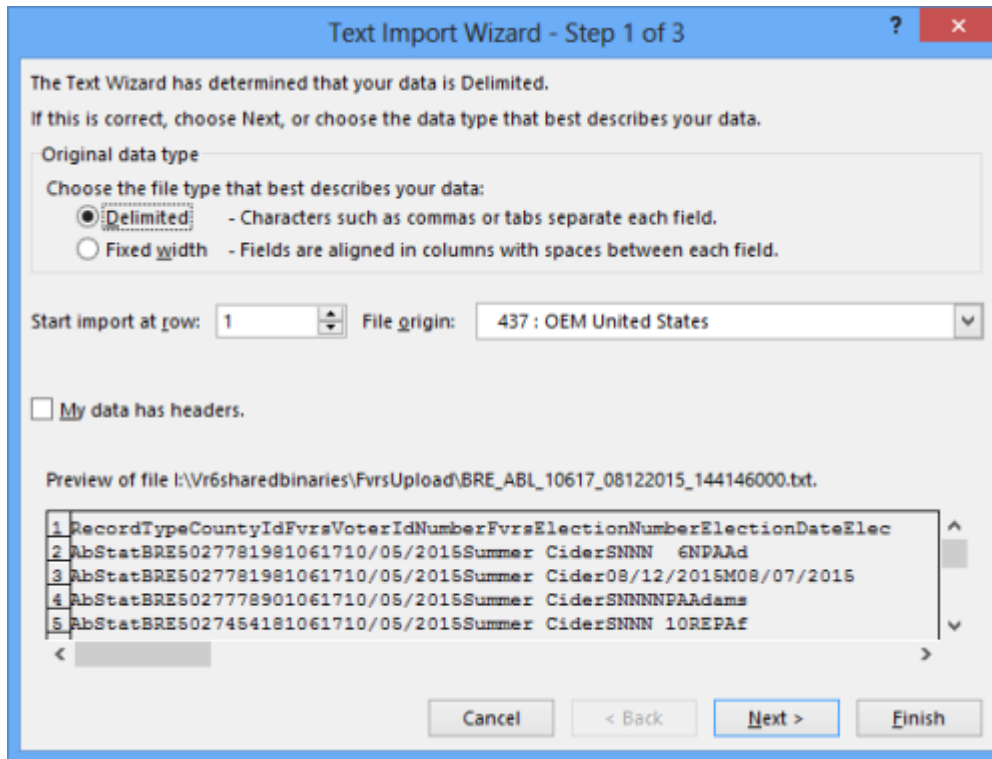 Text Import Wizard - Step 1 of 3
?
The Text Wizard has determined that your data is Delimited.
If this is correct, choose Next, or choose the data type that best describes your data.
Original data type
Choose the file type that best describes your data:
Delimited - Characters such as commas or tabs separate each field.
Fixed width - Fields are aligned in columns with spaces between each field.
Start import at row: 1 File origin: 437 : OEM United States
My data has headers.
Preview of file I:\Vr6sharedbinaries\FvrsUpload\BRE_ABL_10617_08122015_144146000.txt.
1 RecordTypeCountyIdFvrsVoterIdNumberFvrsElectionNumberElectionDateElec
2 AbStatBRE5027781981061710/05/2015Summer CiderSNNN  6NPAAd
3 AbStatBRE5027781981061710/05/2015Summer Cider08/12/2015M08/07/2015
4 AbStatBRE5027778901061710/05/2015Summer CiderSNNNNPAAdams
5 AbStatBRE5027454181061710/05/2015Summer CiderSNNN 10REPAf
Cancel < Back Next > Finish